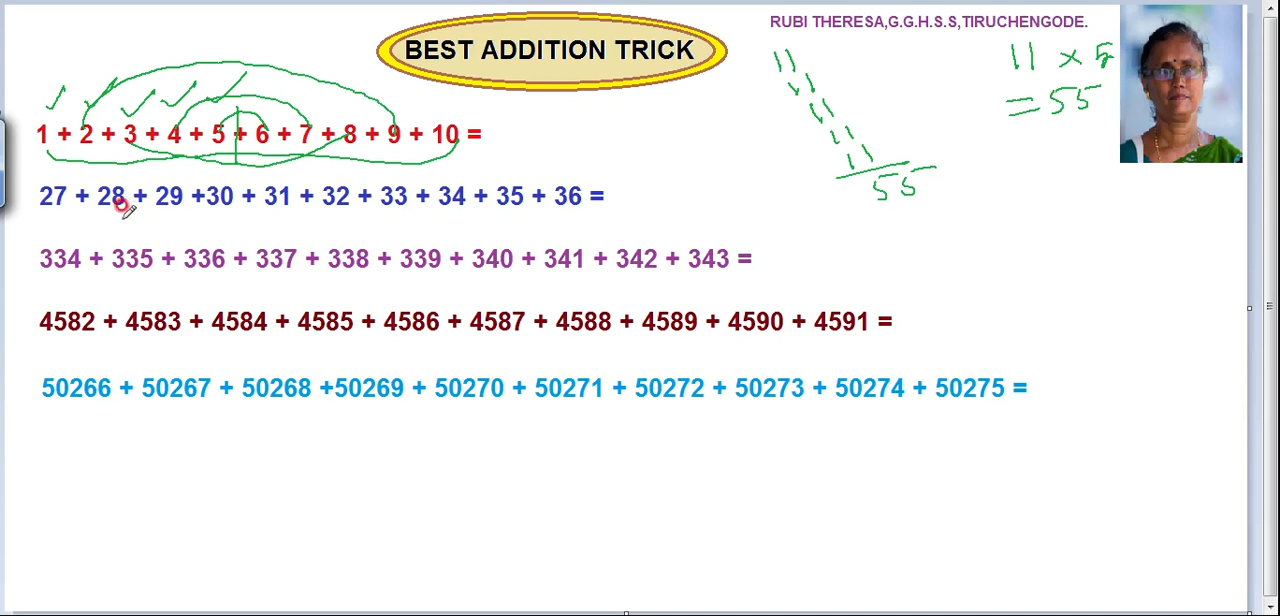 RUBI THERESA,G.G.H.S.S,TIRUCHENGODE.
BEST ADDITION TRICK
11 × 5
= 55
11
11
11
11
11
55
1 + 2 + 3 + 4 + 5 + 6 + 7 + 8 + 9 + 10 =
27 + 28 + 29 +30 + 31 + 32 + 33 + 34 + 35 + 36 =
334 + 335 + 336 + 337 + 338 + 339 + 340 + 341 + 342 + 343 =
4582 + 4583 + 4584 + 4585 + 4586 + 4587 + 4588 + 4589 + 4590 + 4591 =
50266 + 50267 + 50268 +50269 + 50270 + 50271 + 50272 + 50273 + 50274 + 50275 =